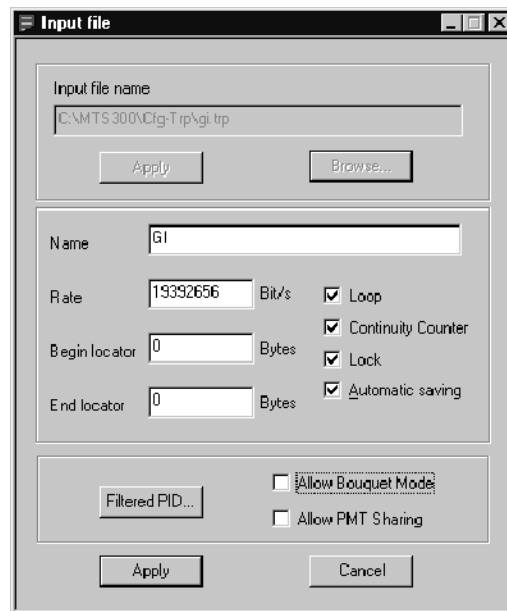 Input file
Input file name
C:\MTS300\Cfg-Trp\gi.trp
Apply Browse...
Name GI
Rate 19392656 Bit/s Loop
Continuity Counter
Begin locator 0 Bytes Lock
End locator 0 Bytes Automatic saving
Filtered PID... Allow Bouquet Mode
Allow PMT Sharing
Apply Cancel